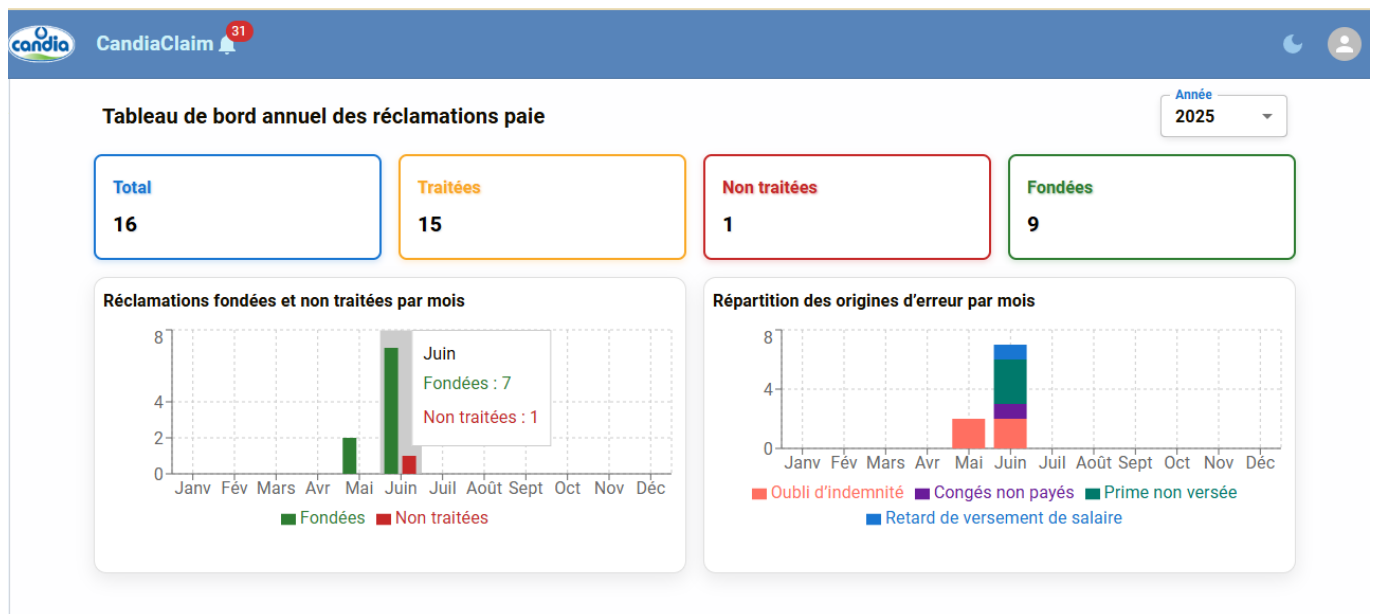 candia
CandiaClaim
31
Tableau de bord annuel des réclamations paie
Année
2025
Total
16
Traitées
15
Non traitées
1
Fondées
9
Réclamations fondées et non traitées par mois
8
4
2
0
Juin
Fondées : 7
Non traitées : 1
Janv Fév Mars Avr Mai Juin Juil Août Sept Oct Nov Déc
Fondées Non traitées
Répartition des origines d’erreur par mois
8
4
0
Janv Fév Mars Avr Mai Juin Juil Août Sept Oct Nov Déc
Oubli d’indemnité Congés non payés Prime non versée
Retard de versement de salaire